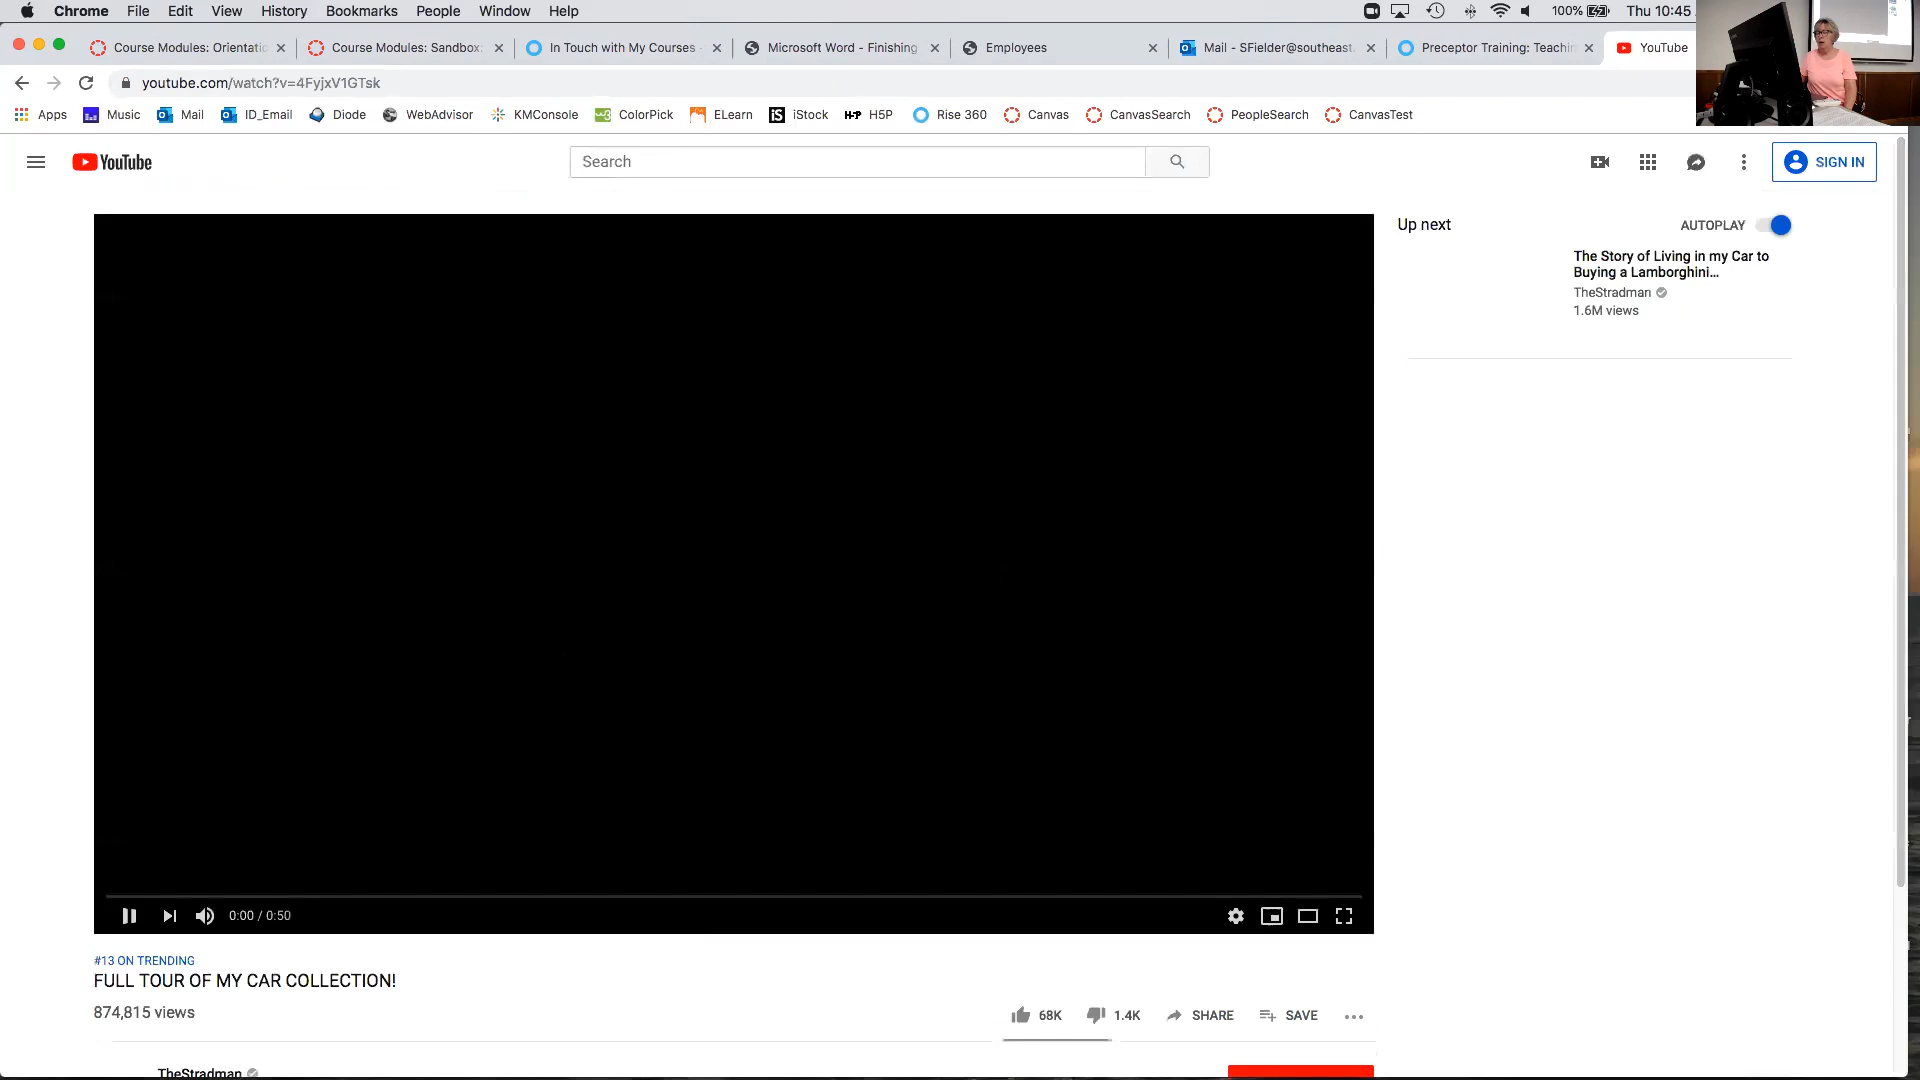 Chrome File Edit View History Bookmarks People Window Help 100% Thu 10:45
Course Modules: Orientatio Course Modules: Sandbox: In Touch with My Courses - Microsoft Word - Finishing Employees Mail - SFielder@southeast. Preceptor Training: Teachin YouTube
youtube.com/watch?v=4FyjxV1GTsk
Apps Music Mail ID_Email Diode WebAdvisor KMConsole ColorPick ELearn iS iStock H-P H5P Rise 360 Canvas CanvasSearch PeopleSearch CanvasTest
YouTube Search SIGN IN
Up next AUTOPLAY
The Story of Living in my Car to
Buying a Lamborghini...
TheStradman
1.6M views
0:00 / 0:50
#13 ON TRENDING
FULL TOUR OF MY CAR COLLECTION!
874,815 views
68K 1.4K SHARE SAVE
TheStradman